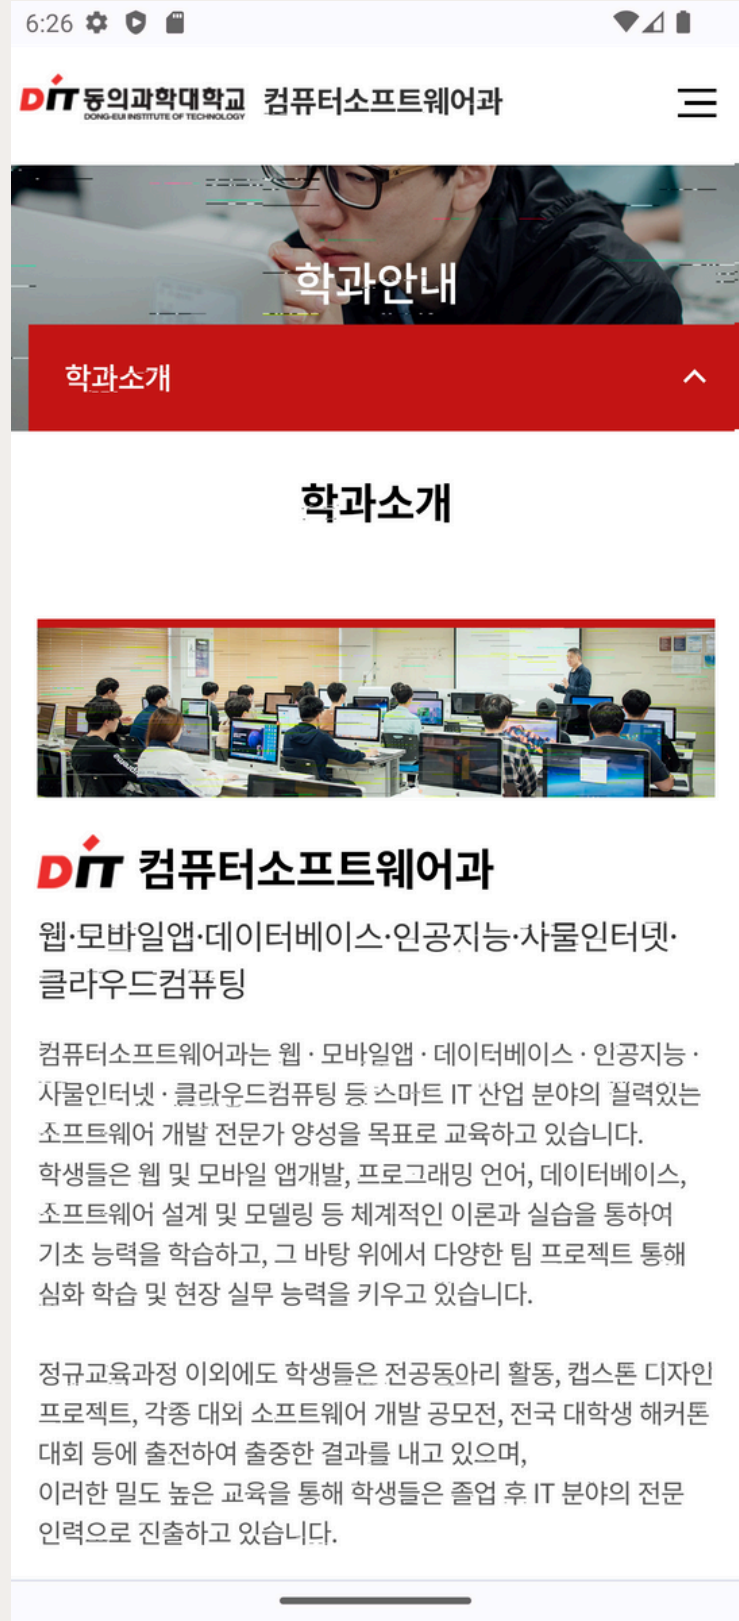 6:26
DIT 동의과학대학교 컴퓨터소프트웨어과
DONG-EUI INSTITUTE OF TECHNOLOGY
학과안내
학과소개
학과소개
DIT 컴퓨터소프트웨어과
웹·모바일앱·데이터베이스·인공지능·사물인터넷·
클라우드컴퓨팅
컴퓨터소프트웨어과는 웹 · 모바일앱 · 데이터베이스 · 인공지능 ·
사물인터넷 · 클라우드컴퓨팅 등 스마트 IT 산업 분야의 실력있는
소프트웨어 개발 전문가 양성을 목표로 교육하고 있습니다.
학생들은 웹 및 모바일 앱개발, 프로그래밍 언어, 데이터베이스,
소프트웨어 설계 및 모델링 등 체계적인 이론과 실습을 통하여
기초 능력을 학습하고, 그 바탕 위에서 다양한 팀 프로젝트 통해
심화 학습 및 현장 실무 능력을 키우고 있습니다.
정규교육과정 이외에도 학생들은 전공동아리 활동, 캡스톤 디자인
프로젝트, 각종 대외 소프트웨어 개발 공모전, 전국 대학생 해커톤
대회 등에 출전하여 출중한 결과를 내고 있으며,
이러한 밀도 높은 교육을 통해 학생들은 졸업 후 IT 분야의 전문
인력으로 진출하고 있습니다.